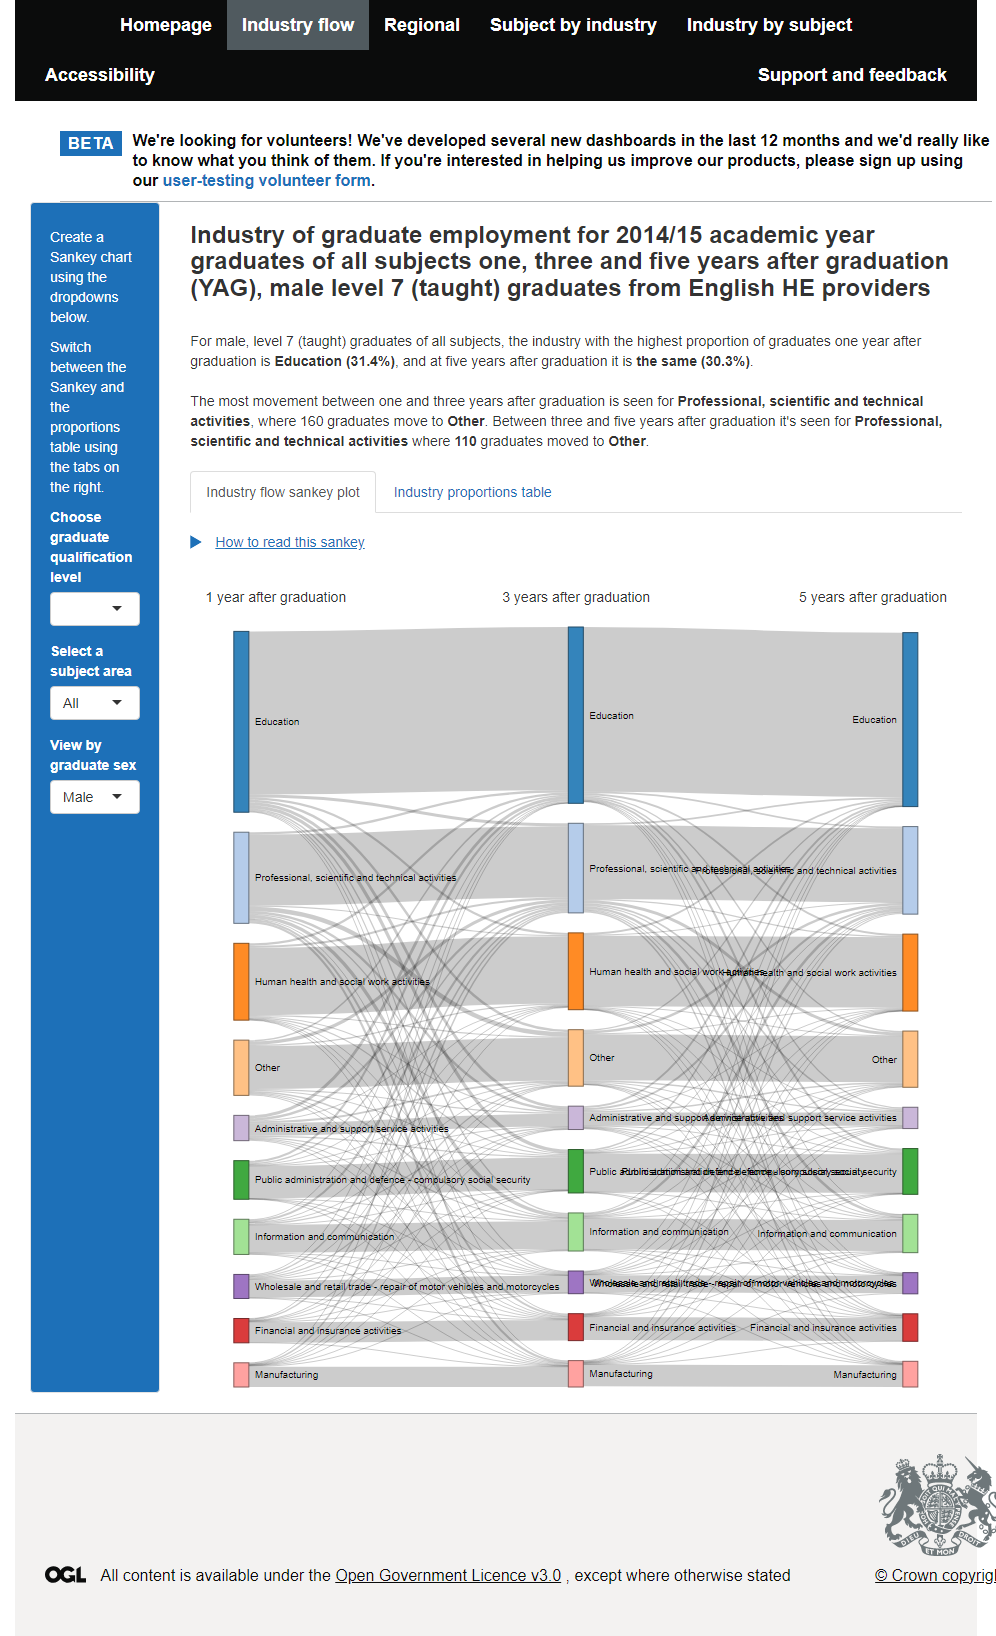 Homepage
Industry flow
Regional
Subject by industry
Industry by subject
Accessibility
Support and feedback
BETA
We're looking for volunteers! We've developed several new dashboards in the last 12 months and we'd really like
to know what you think of them. If you're interested in helping us improve our products, please sign up using
our user-testing volunteer form.
Create a
Sankey chart
using the
dropdowns
below.
Switch
between the
Sankey and
the
proportions
table using
the tabs on
the right.
Choose
graduate
qualification
level
Select a
subject area
All
View by
graduate sex
Male
Industry of graduate employment for 2014/15 academic year
graduates of all subjects one, three and five years after graduation
(YAG), male level 7 (taught) graduates from English HE providers
For male, level 7 (taught) graduates of all subjects, the industry with the highest proportion of graduates one year after
graduation is Education (31.4%), and at five years after graduation it is the same (30.3%).
The most movement between one and three years after graduation is seen for Professional, scientific and technical
activities, where 160 graduates move to Other. Between three and five years after graduation it's seen for Professional,
scientific and technical activities where 110 graduates moved to Other.
Industry flow sankey plot
Industry proportions table
How to read this sankey
1 year after graduation
3 years after graduation
5 years after graduation
Education
Education
Education
Professional, scientific and technical activities
Professional, scientific and technical activities
Professional, scientific and technical activities
Human health and social work activities
Human health and social work activities
Human health and social work activities
Other
Other
Other
Administrative and support service activities
Administrative and support service activities
Administrative and support service activities
Public administration and defence - compulsory social security
Public administration and defence - compulsory social security
Public administration and defence - compulsory social security
Information and communication
Information and communication
Information and communication
Wholesale and retail trade - repair of motor vehicles and motorcycles
Wholesale and retail trade - repair of motor vehicles and motorcycles
Wholesale and retail trade - repair of motor vehicles and motorcycles
Financial and insurance activities
Financial and insurance activities
Financial and insurance activities
Manufacturing
Manufacturing
Manufacturing
DIEU ET MON DROIT
OGL All content is available under the Open Government Licence v3.0 , except where otherwise stated
© Crown copyrig